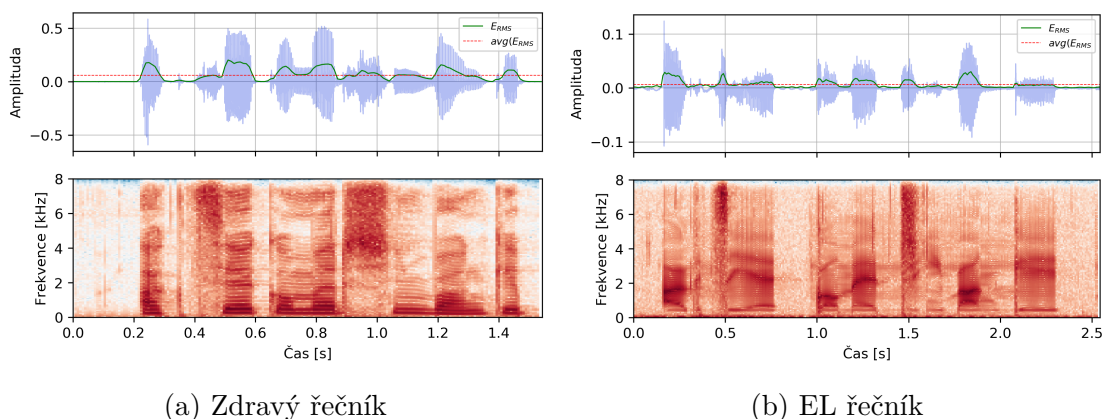 0.5
0.0
−0.5
Amplituda
E_RMS
avg(E_RMS
8
6
4
2
0
Frekvence [kHz]
0.0 0.2 0.4 0.6 0.8 1.0 1.2 1.4
Čas [s]
(a) Zdravý řečník
0.1
0.0
−0.1
Amplituda
E_RMS
avg(E_RMS
8
6
4
2
0
Frekvence [kHz]
0.0 0.5 1.0 1.5 2.0 2.5
Čas [s]
(b) EL řečník